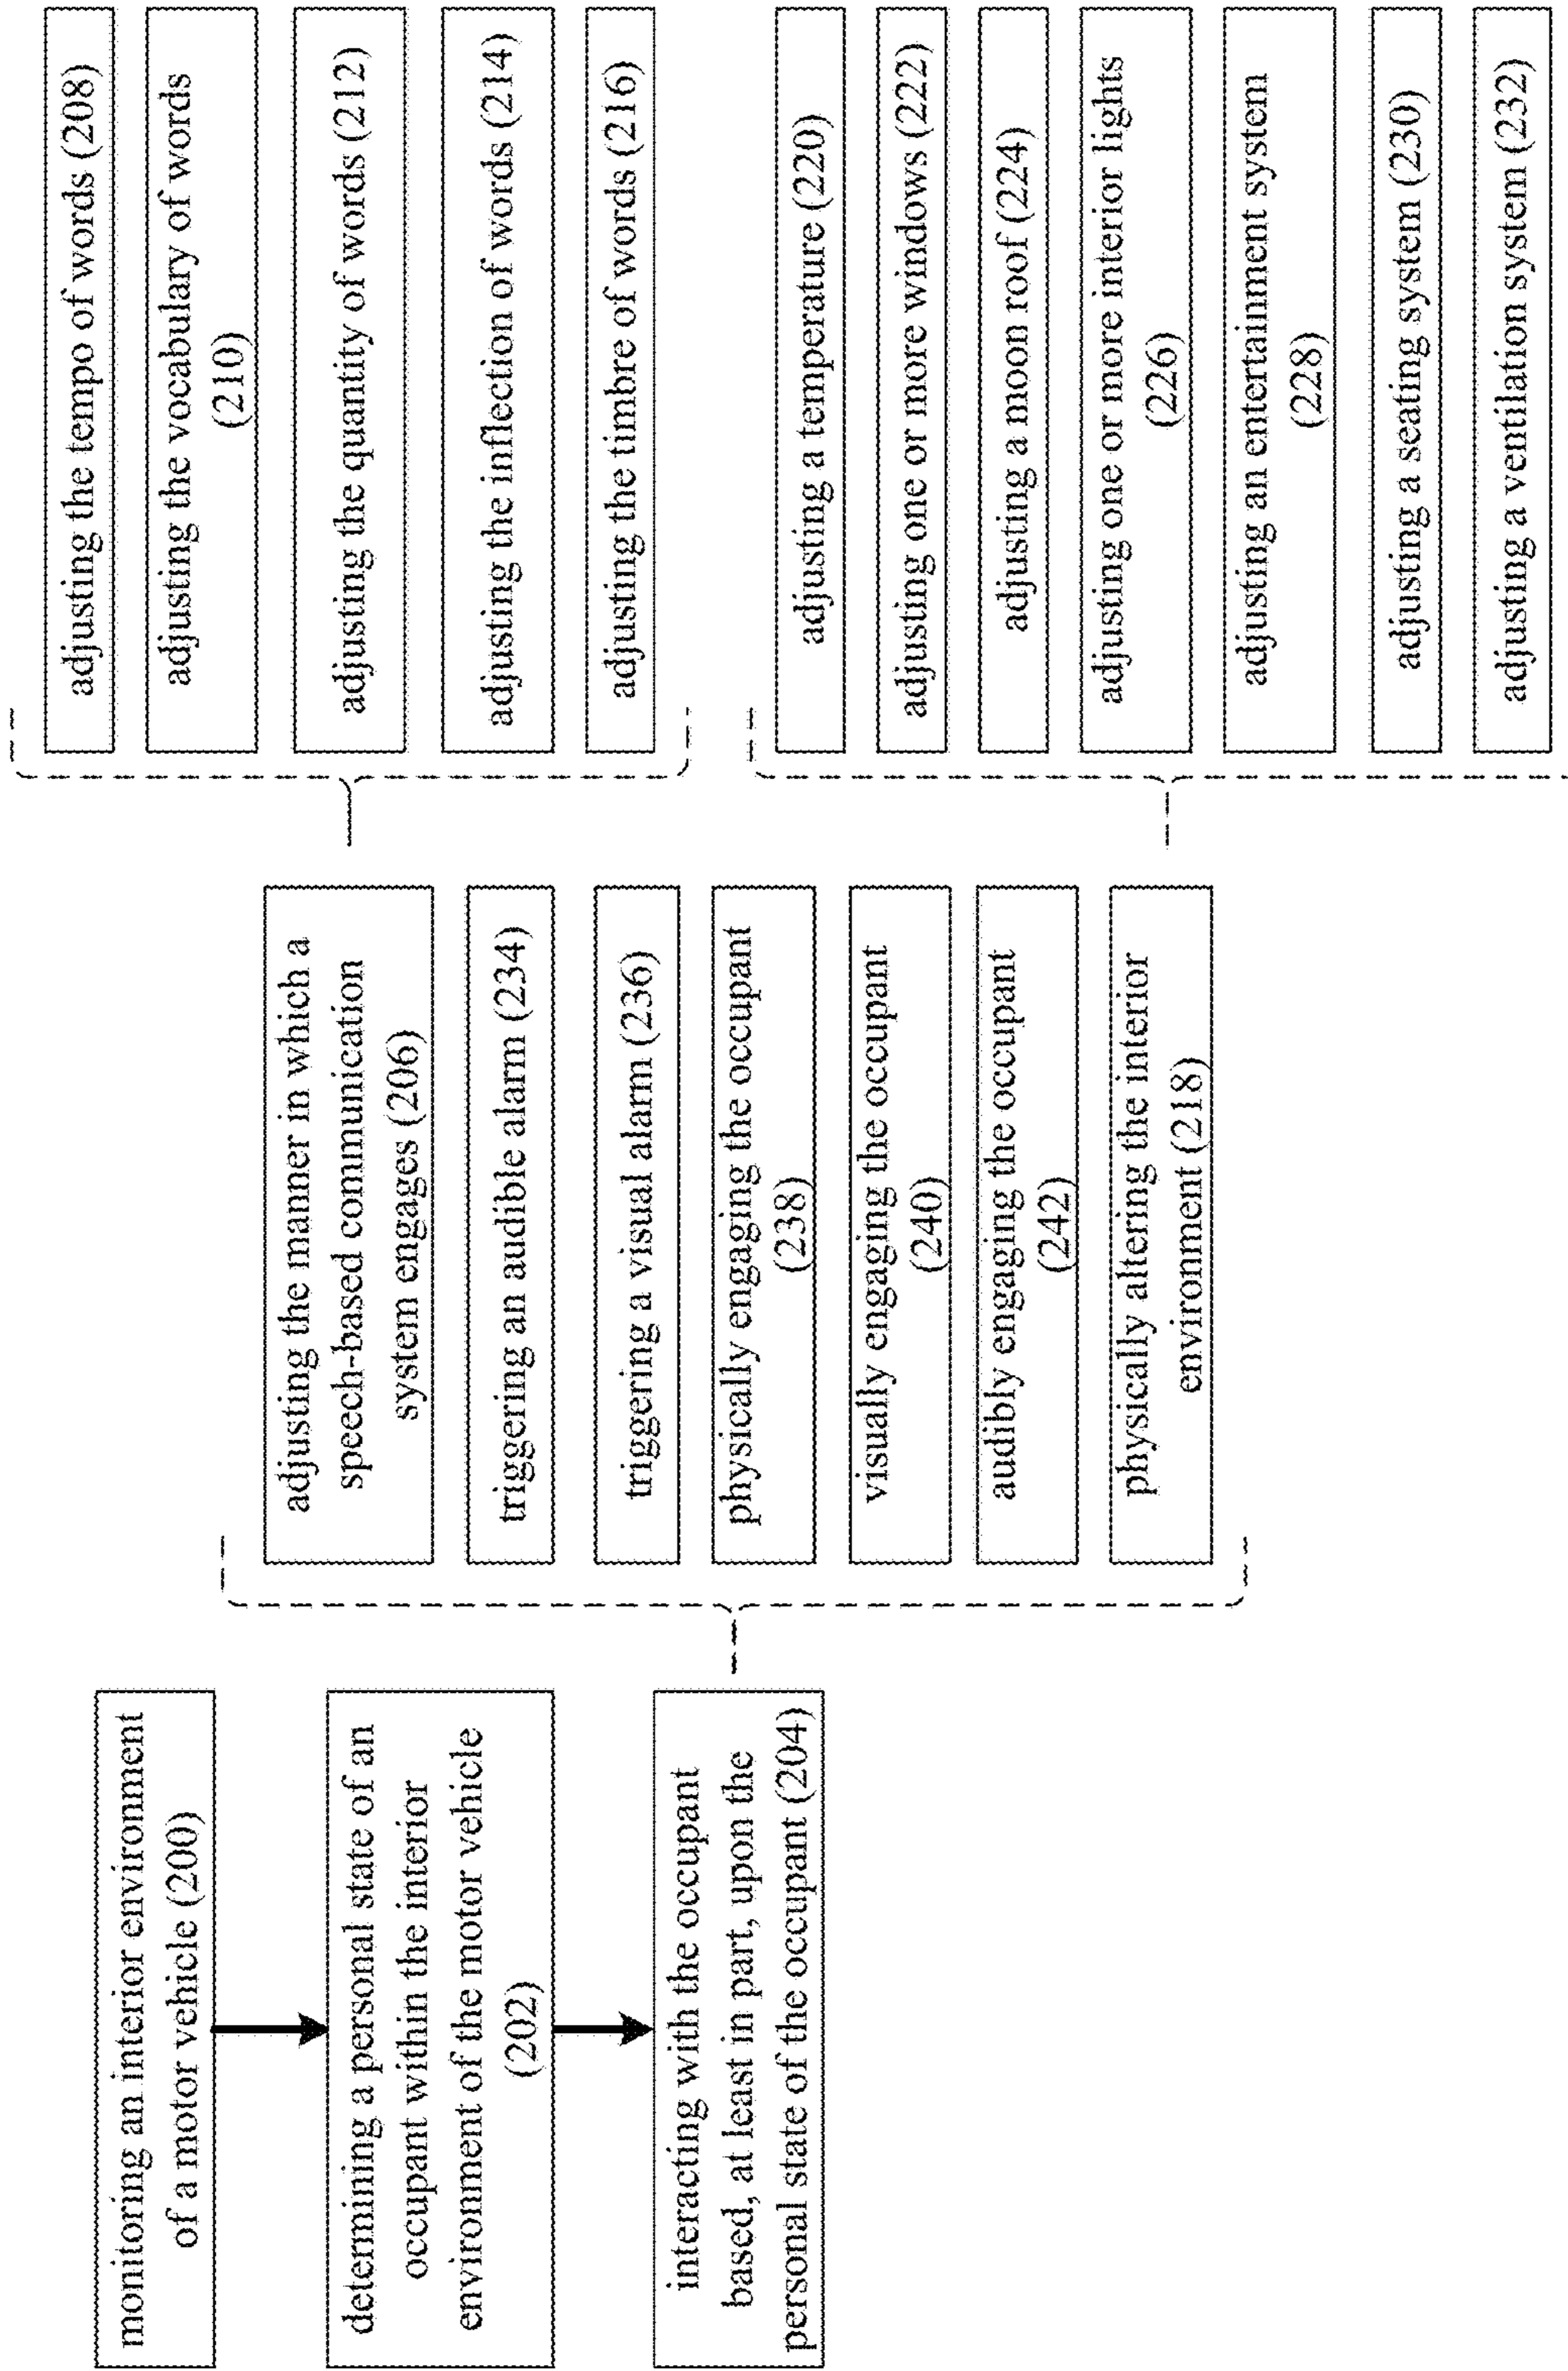 monitoring an interior environment
of a motor vehicle (200)
determining a personal state of an
occupant within the interior
environment of the motor vehicle
(202)
interacting with the occupant
based, at least in part, upon the
personal state of the occupant (204)
adjusting the manner in which a
speech-based communication
system engages (206)
triggering an audible alarm (234)
triggering a visual alarm (236)
physically engaging the occupant
(238)
visually engaging the occupant
(240)
audibly engaging the occupant
(242)
physically altering the interior
environment (218)
adjusting the tempo of words (208)
adjusting the vocabulary of words
(210)
adjusting the quantity of words (212)
adjusting the inflection of words (214)
adjusting the timbre of words (216)
adjusting a temperature (220)
adjusting one or more windows (222)
adjusting a moon roof (224)
adjusting one or more interior lights
(226)
adjusting an entertainment system
(228)
adjusting a seating system (230)
adjusting a ventilation system (232)